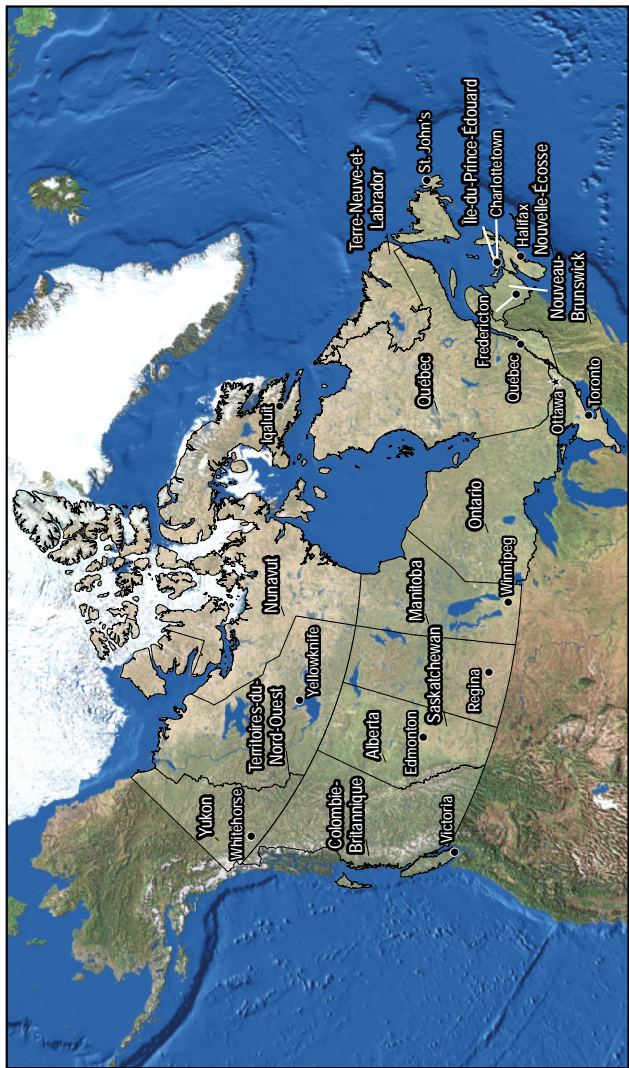 Yukon
Whitehorse
Territoires-du-
Nord-Ouest
Yellowknife
Nunavut
Iqaluit
Colombie-
Britannique
Victoria
Alberta
Edmonton
Saskatchewan
Regina
Manitoba
Winnipeg
Ontario
Toronto
Ottawa
Québec
Québec
Terre-Neuve-et-
Labrador
St. John's
Île-du-Prince-Édouard
Charlottetown
Halifax
Nouvelle-Écosse
Fredericton
Nouveau-
Brunswick